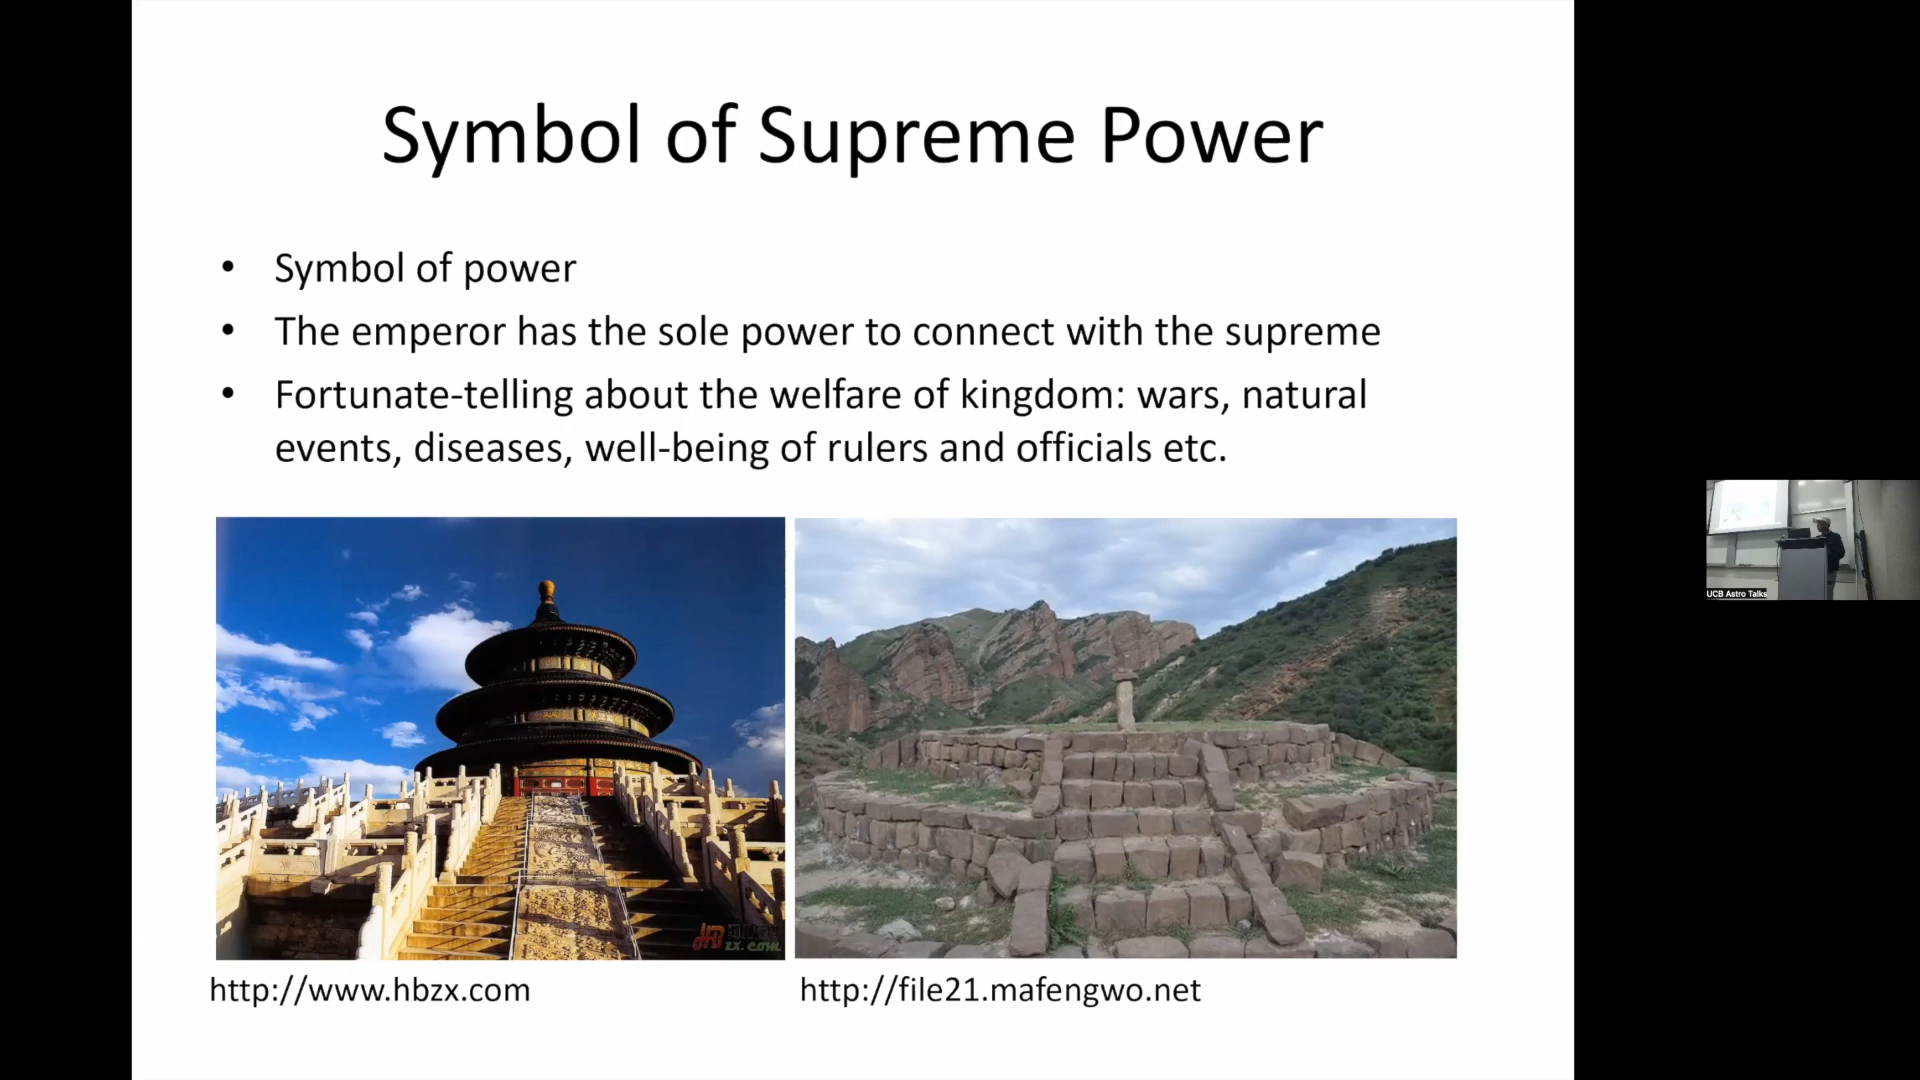 Symbol of Supreme Power
• Symbol of power
• The emperor has the sole power to connect with the supreme
• Fortunate-telling about the welfare of kingdom: wars, natural
events, diseases, well-being of rulers and officials etc.
zx.com
http://www.hbzx.com
http://file21.mafengwo.net
UCB Astro Talks